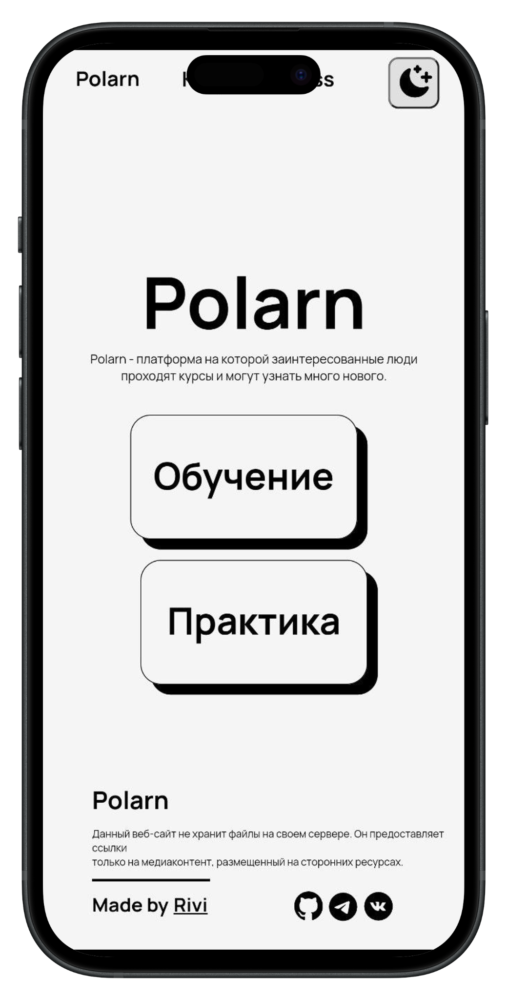 Polarn
Polarn
Polarn - платформа на которой заинтересованные люди
проходят курсы и могут узнать много нового.
Обучение
Практика
Polarn
Данный веб-сайт не хранит файлы на своем сервере. Он предоставляет
ссылки
только на медиаконтент, размещенный на сторонних ресурсах.
Made by Rivi